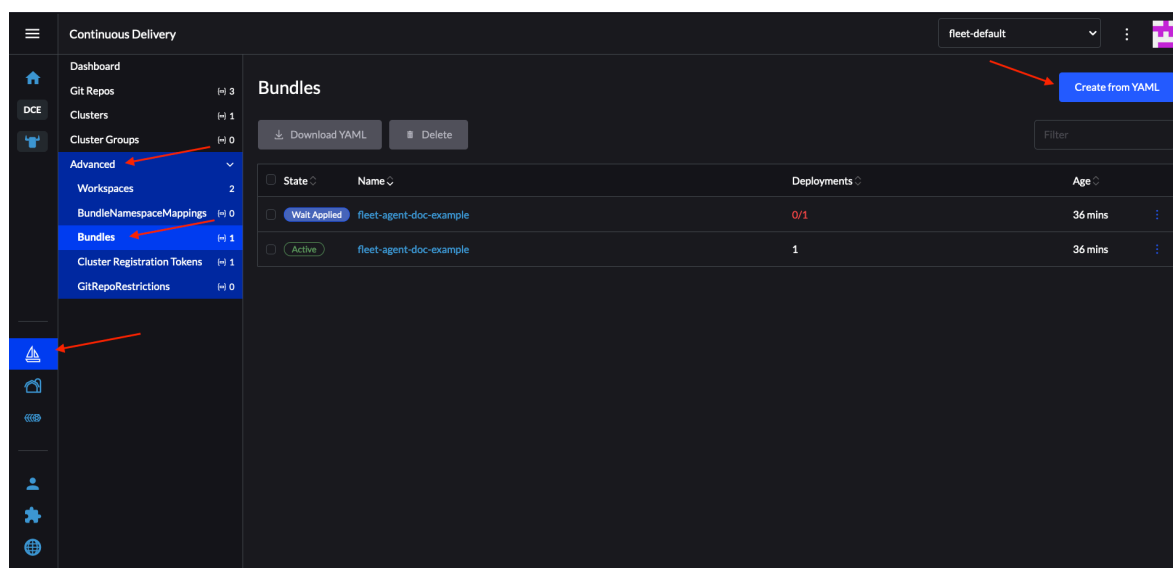 Continuous Delivery
fleet-default
DCE
Dashboard
Git Repos 3
Clusters 1
Cluster Groups 0
Advanced
Workspaces 2
BundleNamespaceMappings 0
Bundles 1
Cluster Registration Tokens 1
GitRepoRestrictions 0
Bundles
Create from YAML
Download YAML
Delete
Filter
State Name Deployments Age
Wait Applied fleet-agent-doc-example 0/1 36 mins
Active fleet-agent-doc-example 1 36 mins